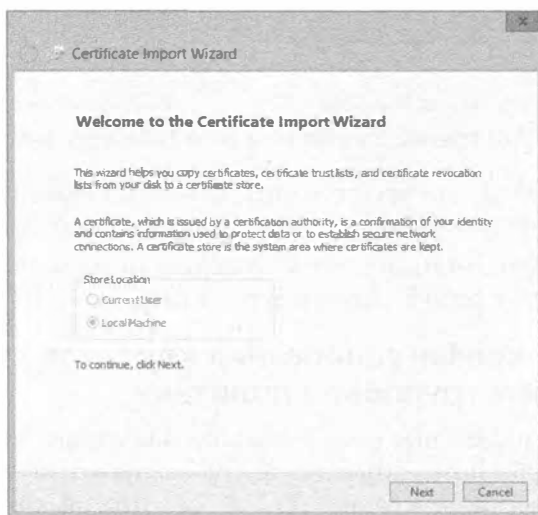 Certificate Import Wizard
Welcome to the Certificate Import Wizard
This wizard helps you copy certificates, certificate trust lists, and certificate revocation
lists from your disk to a certificate store.
A certificate, which is issued by a certification authority, is a confirmation of your identity
and contains information used to protect data or to establish secure network
connections. A certificate store is the system area where certificates are kept.
Store Location
Current User
Local Machine
To continue, click Next.
Next Cancel